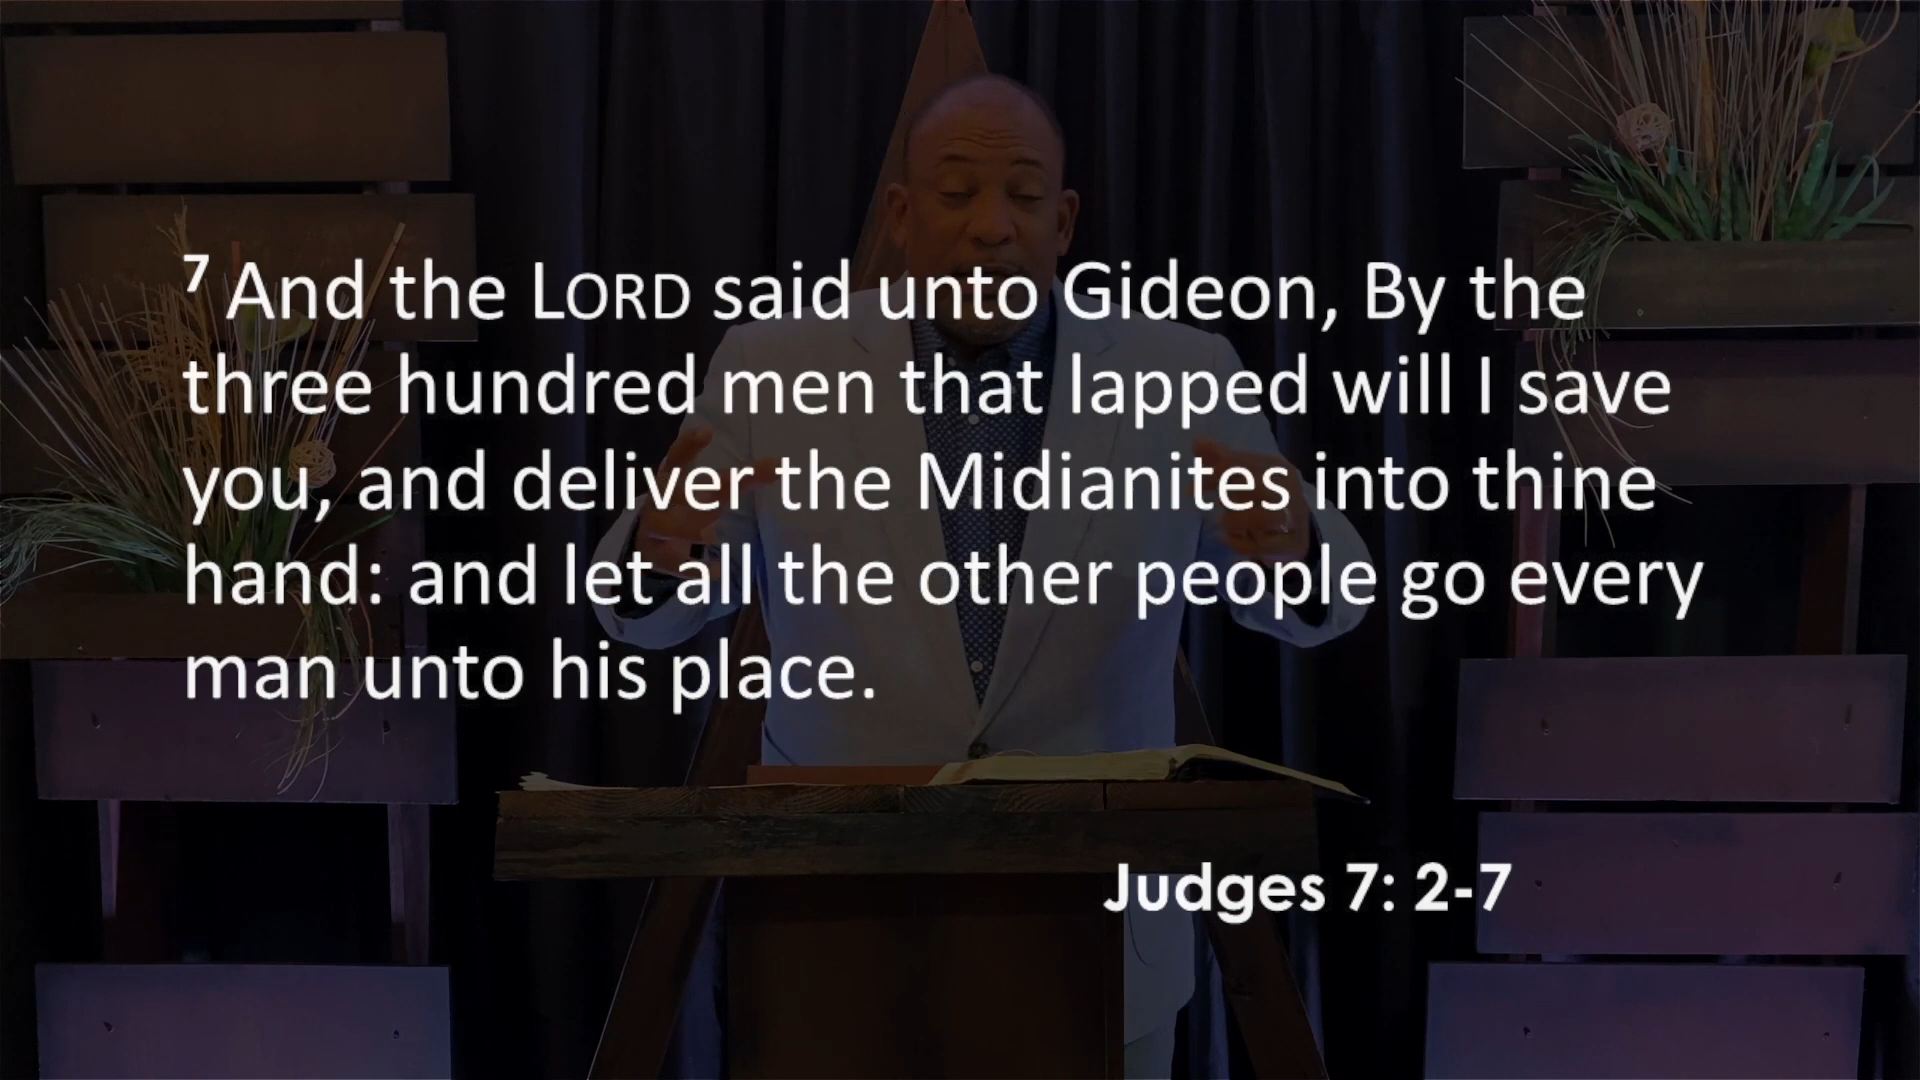 7 And the LORD said unto Gideon, By the
three hundred men that lapped will I save
you, and deliver the Midianites into thine
hand: and let all the other people go every
man unto his place.
Judges 7: 2-7